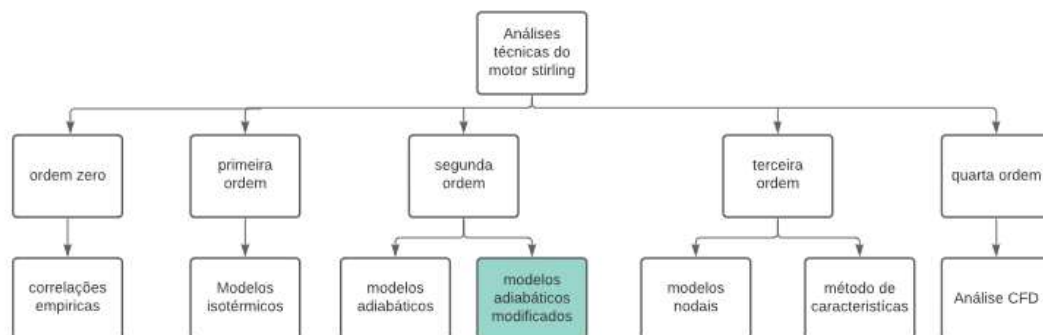 Análises
técnicas do
motor stirling
ordem zero
primeira
ordem
segunda
ordem
terceira
ordem
quarta ordem
correlações
empiricas
Modelos
isotérmicos
modelos
adiabáticos
modelos
adiabáticos
modificados
modelos
nodais
método de
caracteristicas
Análise CFD